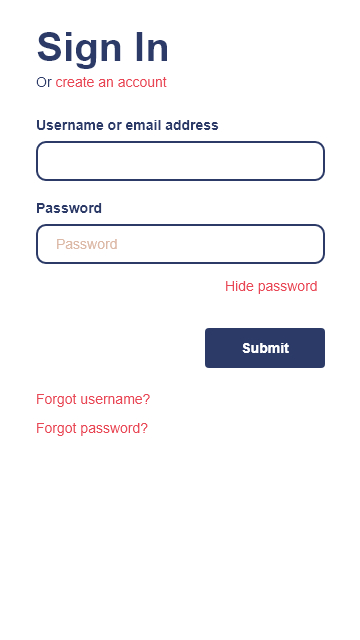 Sign In
Or create an account
Username or email address
Password
Password
Hide password
Submit
Forgot username?
Forgot password?